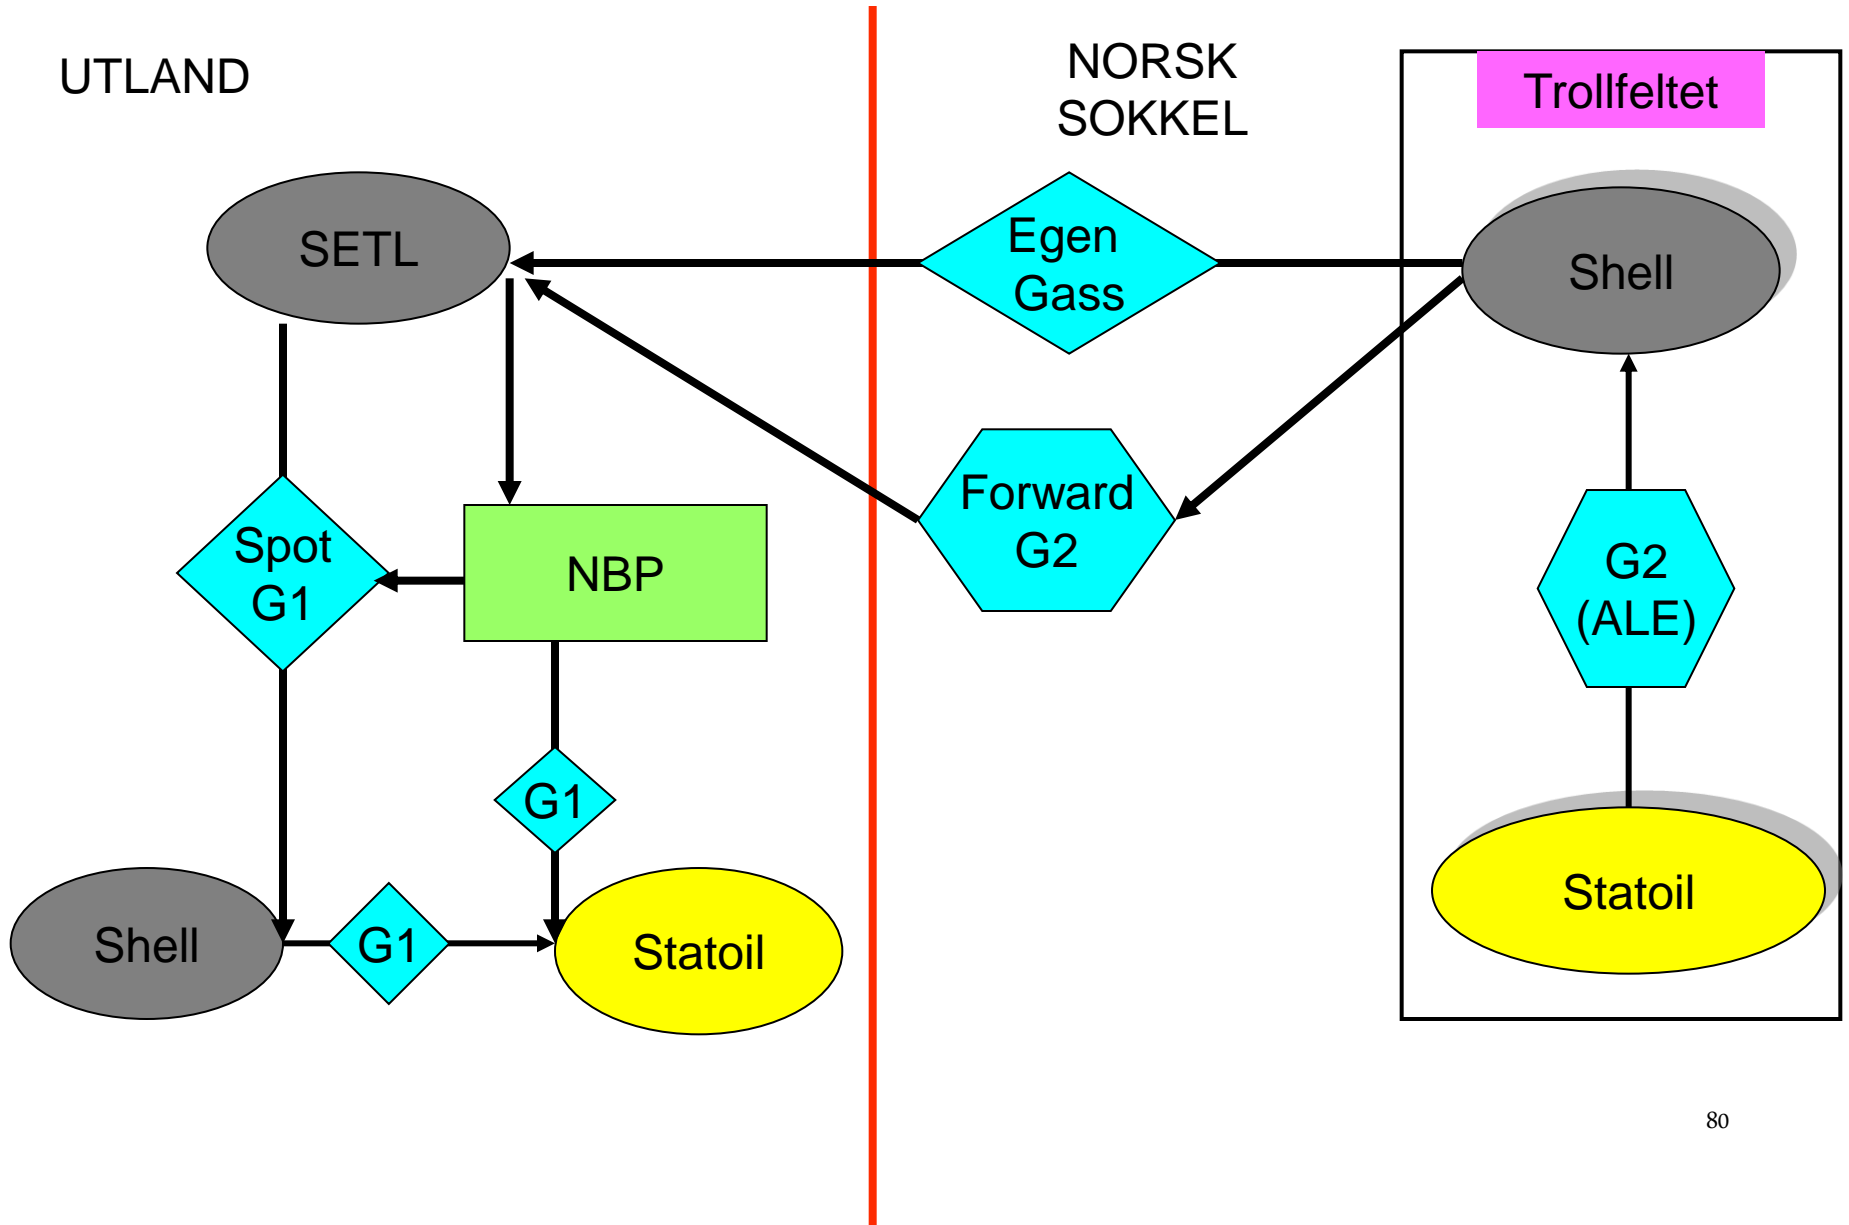 UTLAND
NORSK
SOKKEL
Trollfeltet
SETL
Egen
Gass
Shell
Forward
G2
Spot
G1
NBP
G2
(ALE)
G1
Shell
G1
Statoil
Statoil
80